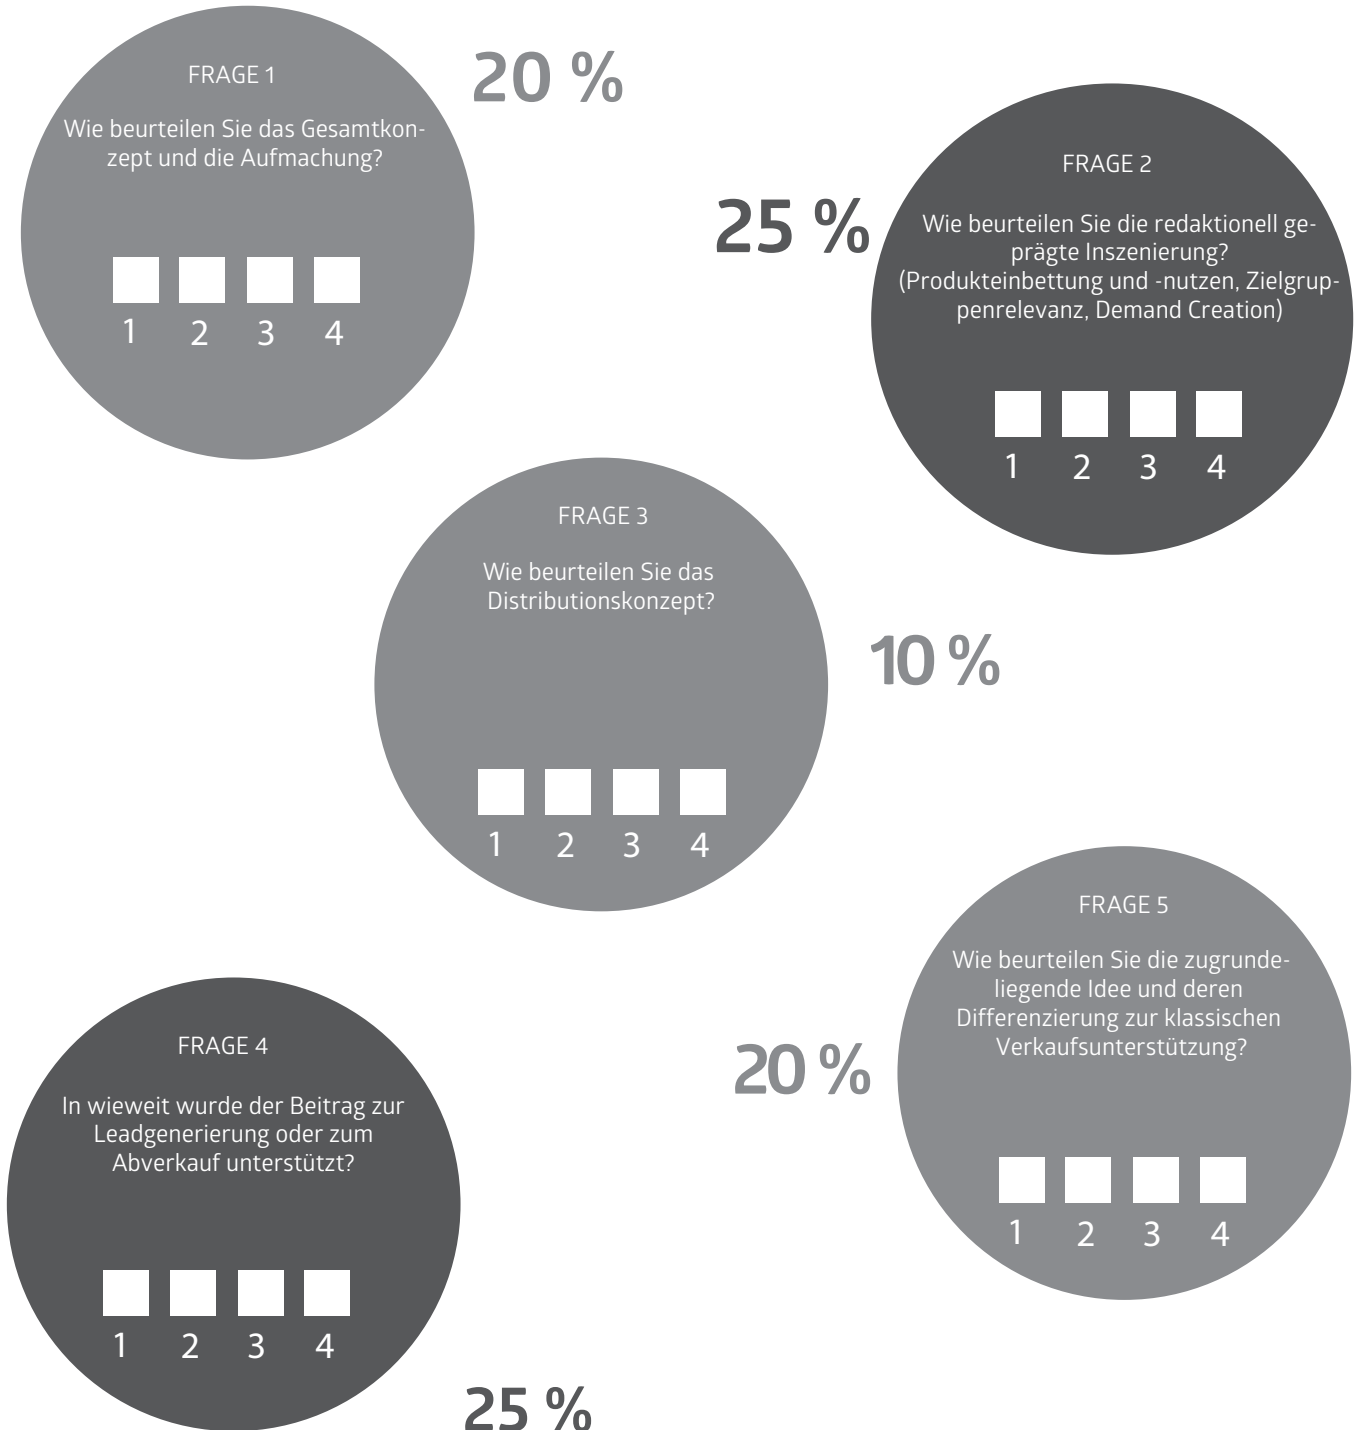 FRAGE 1
Wie beurteilen Sie das Gesamtkon-
zept und die Aufmachung?
1 2 3 4
20 %
FRAGE 2
Wie beurteilen Sie die redaktionell ge-
prägte Inszenierung?
(Produkteinbettung und -nutzen, Zielgrup-
penrelevanz, Demand Creation)
1 2 3 4
25 %
FRAGE 3
Wie beurteilen Sie das
Distributionskonzept?
1 2 3 4
10 %
FRAGE 4
In wieweit wurde der Beitrag zur
Leadgenerierung oder zum
Abverkauf unterstützt?
1 2 3 4
25 %
FRAGE 5
Wie beurteilen Sie die zugrunde-
liegende Idee und deren
Differenzierung zur klassischen
Verkaufsunterstützung?
1 2 3 4
20 %